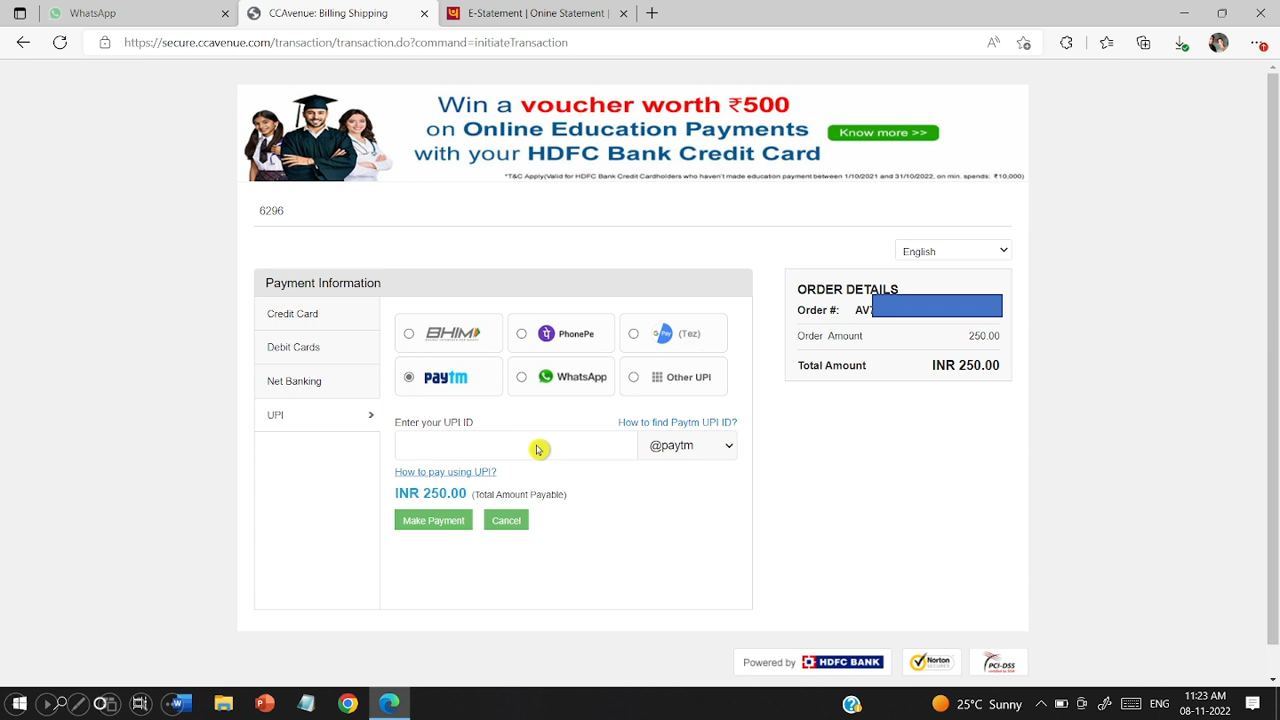 WhatsApp
CCAvenue: Billing Shipping
E-Statement | Online Statement |
https://secure.ccavenue.com/transaction/transaction.do?command=initiateTransaction
Win a voucher worth ₹500
on Online Education Payments
with your HDFC Bank Credit Card
Know more >>
*T&C Apply(Valid for HDFC Bank Credit Cardholders who haven't made education payment between 1/10/2021 and 31/10/2022, on min. spends: ₹10,000)
6296
English
Payment Information
Credit Card
Debit Cards
Net Banking
UPI
BHIM
PhonePe
G Pay (Tez)
paytm
WhatsApp
Other UPI
Enter your UPI ID
How to find Paytm UPI ID?
@paytm
How to pay using UPI?
INR 250.00 (Total Amount Payable)
Make Payment
Cancel
ORDER DETAILS
Order #: AV7
Order Amount 250.00
Total Amount INR 250.00
Powered by HDFC BANK
Norton
SECURED
PCI-DSS
25°C Sunny
ENG
11:23 AM
08-11-2022